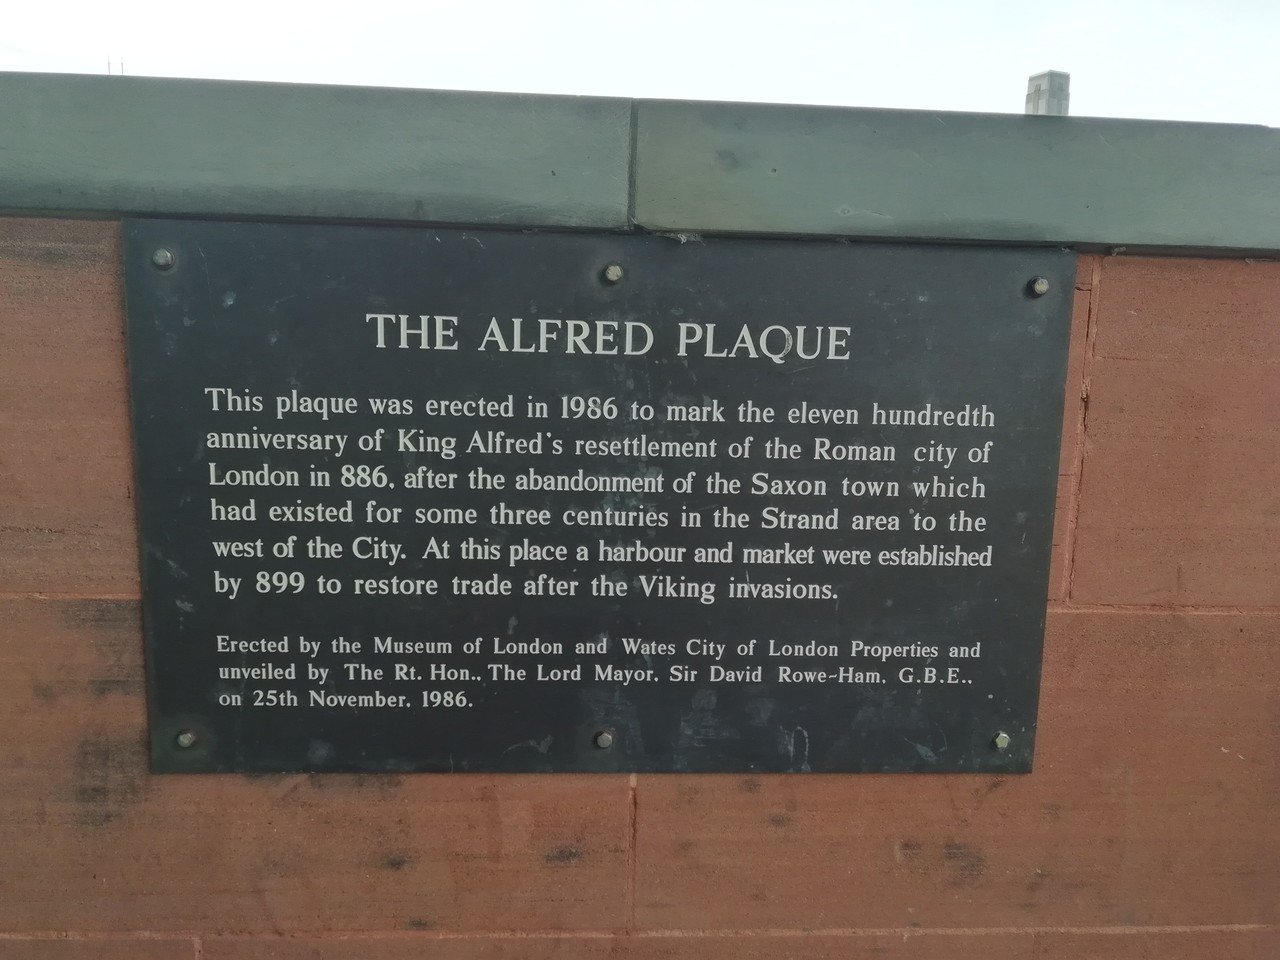 THE ALFRED PLAQUE
This plaque was erected in 1986 to mark the eleven hundredth
anniversary of King Alfred's resettlement of the Roman city of
London in 886, after the abandonment of the Saxon town which
had existed for some three centuries in the Strand area to the
west of the City. At this place a harbour and market were established
by 899 to restore trade after the Viking invasions.
Erected by the Museum of London and Wates City of London Properties and
unveiled by The Rt. Hon., The Lord Mayor, Sir David Rowe-Ham, G.B.E.,
on 25th November, 1986.